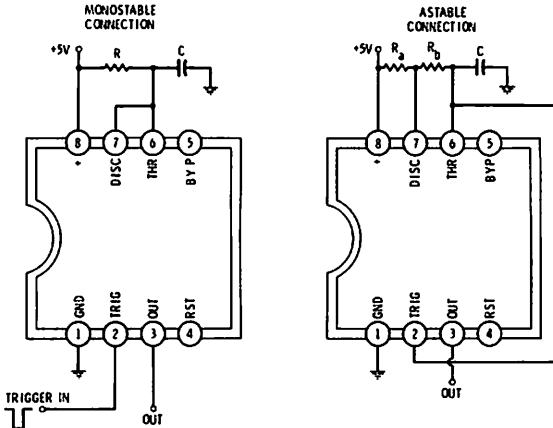 MONOSTABLE
CONNECTION
+5V
R
C
8
7
6
5
+
DISC
THR
BYP
GND
TRIG
OUT
RST
1
2
3
4
TRIGGER IN
OUT
ASTABLE
CONNECTION
+5V
Ra
Rb
C
8
7
6
5
+
DISC
THR
BYP
GND
TRIG
OUT
RST
1
2
3
4
OUT